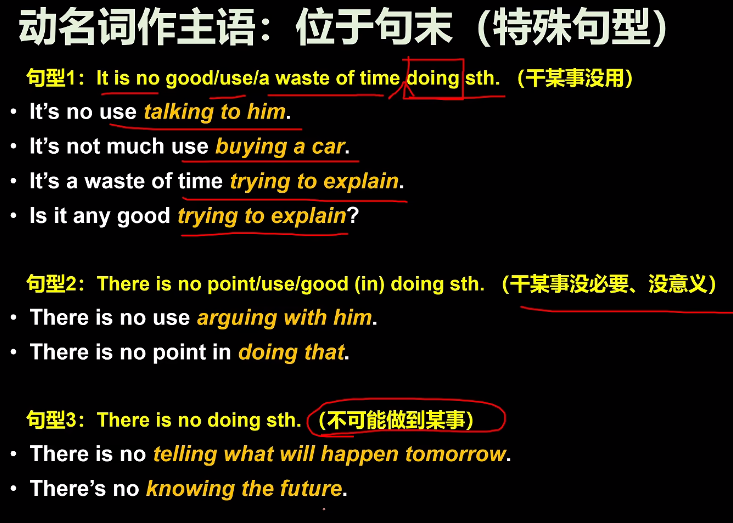 动名词作主语：位于句末（特殊句型）
句型1：It is no good/use/a waste of time doing sth.（干某事没用）
• It's no use talking to him.
• It's not much use buying a car.
• It's a waste of time trying to explain.
• Is it any good trying to explain?
句型2：There is no point/use/good (in) doing sth.（干某事没必要、没意义）
• There is no use arguing with him.
• There is no point in doing that.
句型3：There is no doing sth.（不可能做到某事）
• There is no telling what will happen tomorrow.
• There's no knowing the future.